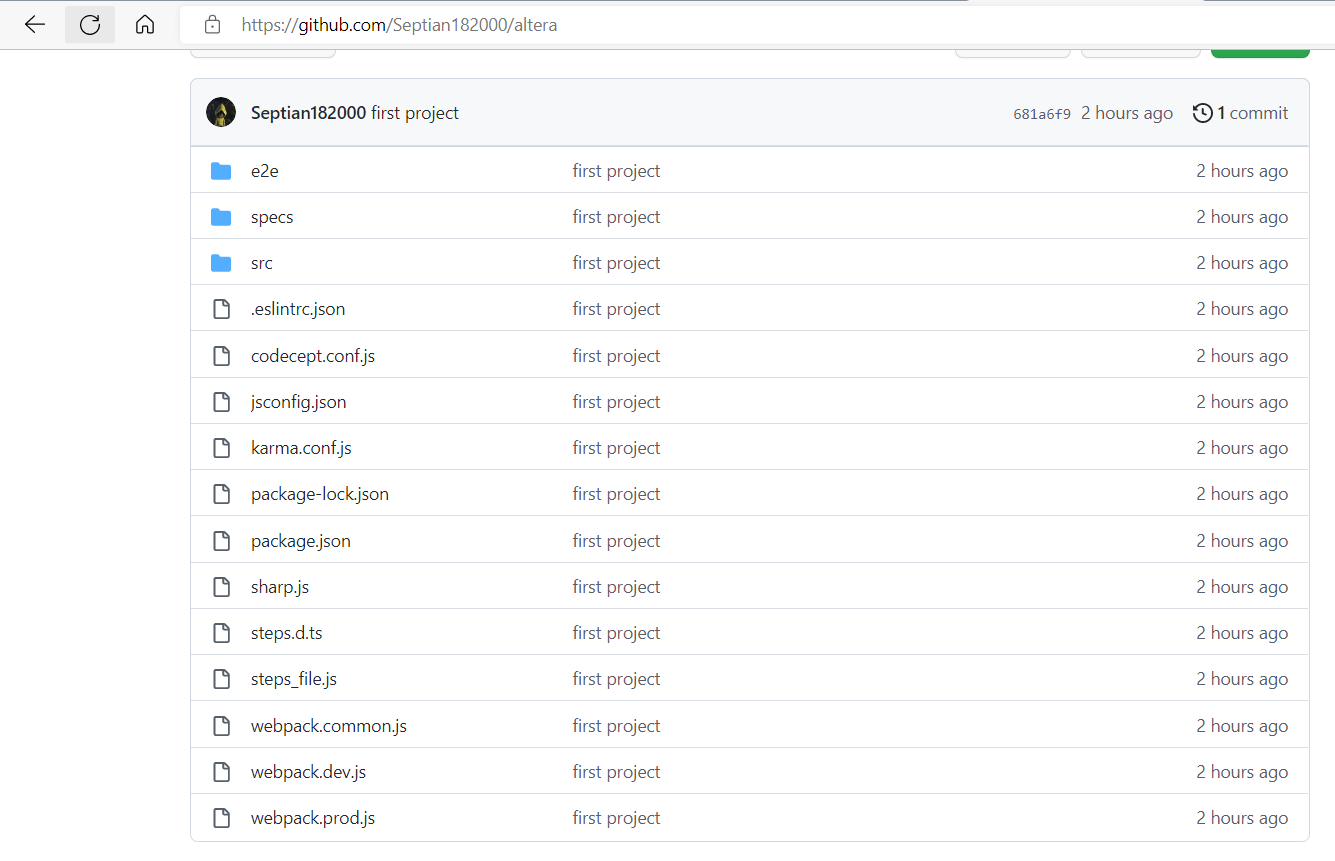 https://github.com/Septian182000/altera
Septian182000 first project 681a6f9 2 hours ago 1 commit
e2e first project 2 hours ago
specs first project 2 hours ago
src first project 2 hours ago
.eslintrc.json first project 2 hours ago
codecept.conf.js first project 2 hours ago
jsconfig.json first project 2 hours ago
karma.conf.js first project 2 hours ago
package-lock.json first project 2 hours ago
package.json first project 2 hours ago
sharp.js first project 2 hours ago
steps.d.ts first project 2 hours ago
steps_file.js first project 2 hours ago
webpack.common.js first project 2 hours ago
webpack.dev.js first project 2 hours ago
webpack.prod.js first project 2 hours ago